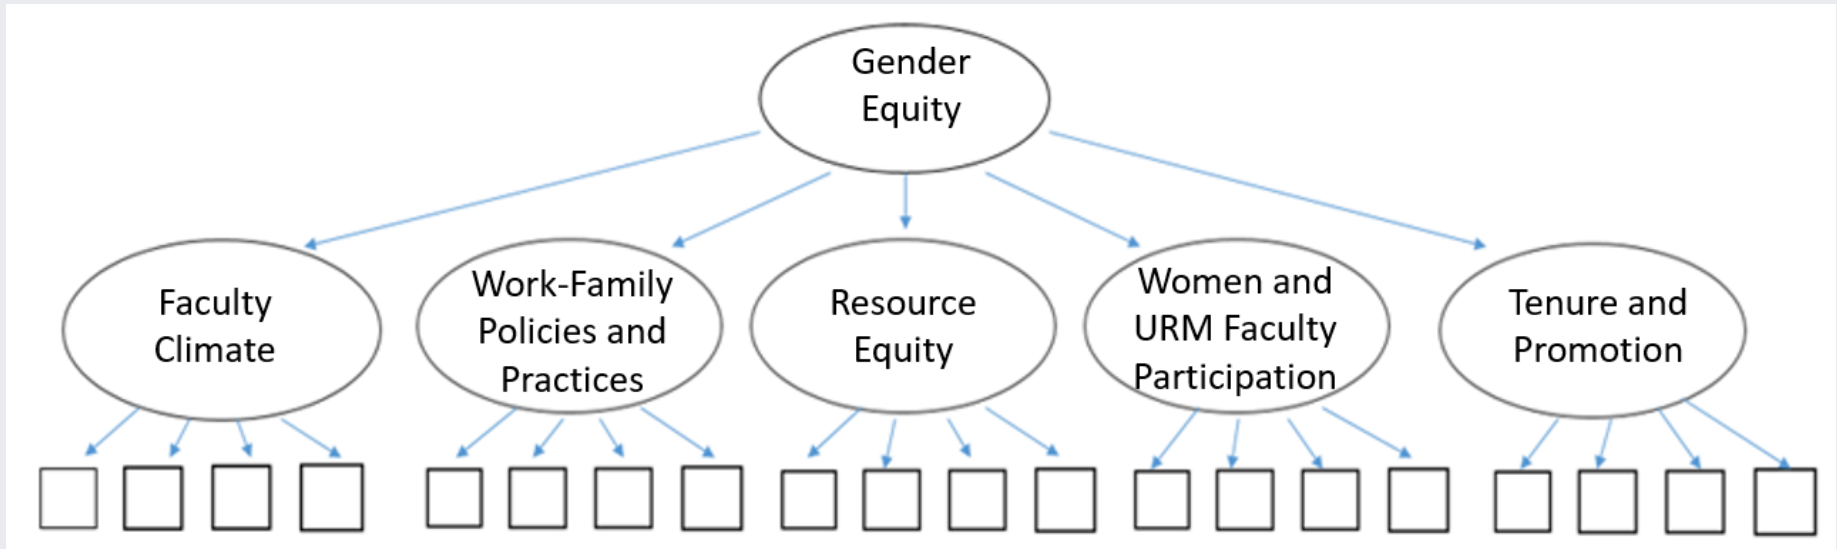 Gender
Equity
Faculty
Climate
Work-Family
Policies and
Practices
Resource
Equity
Women and
URM Faculty
Participation
Tenure and
Promotion